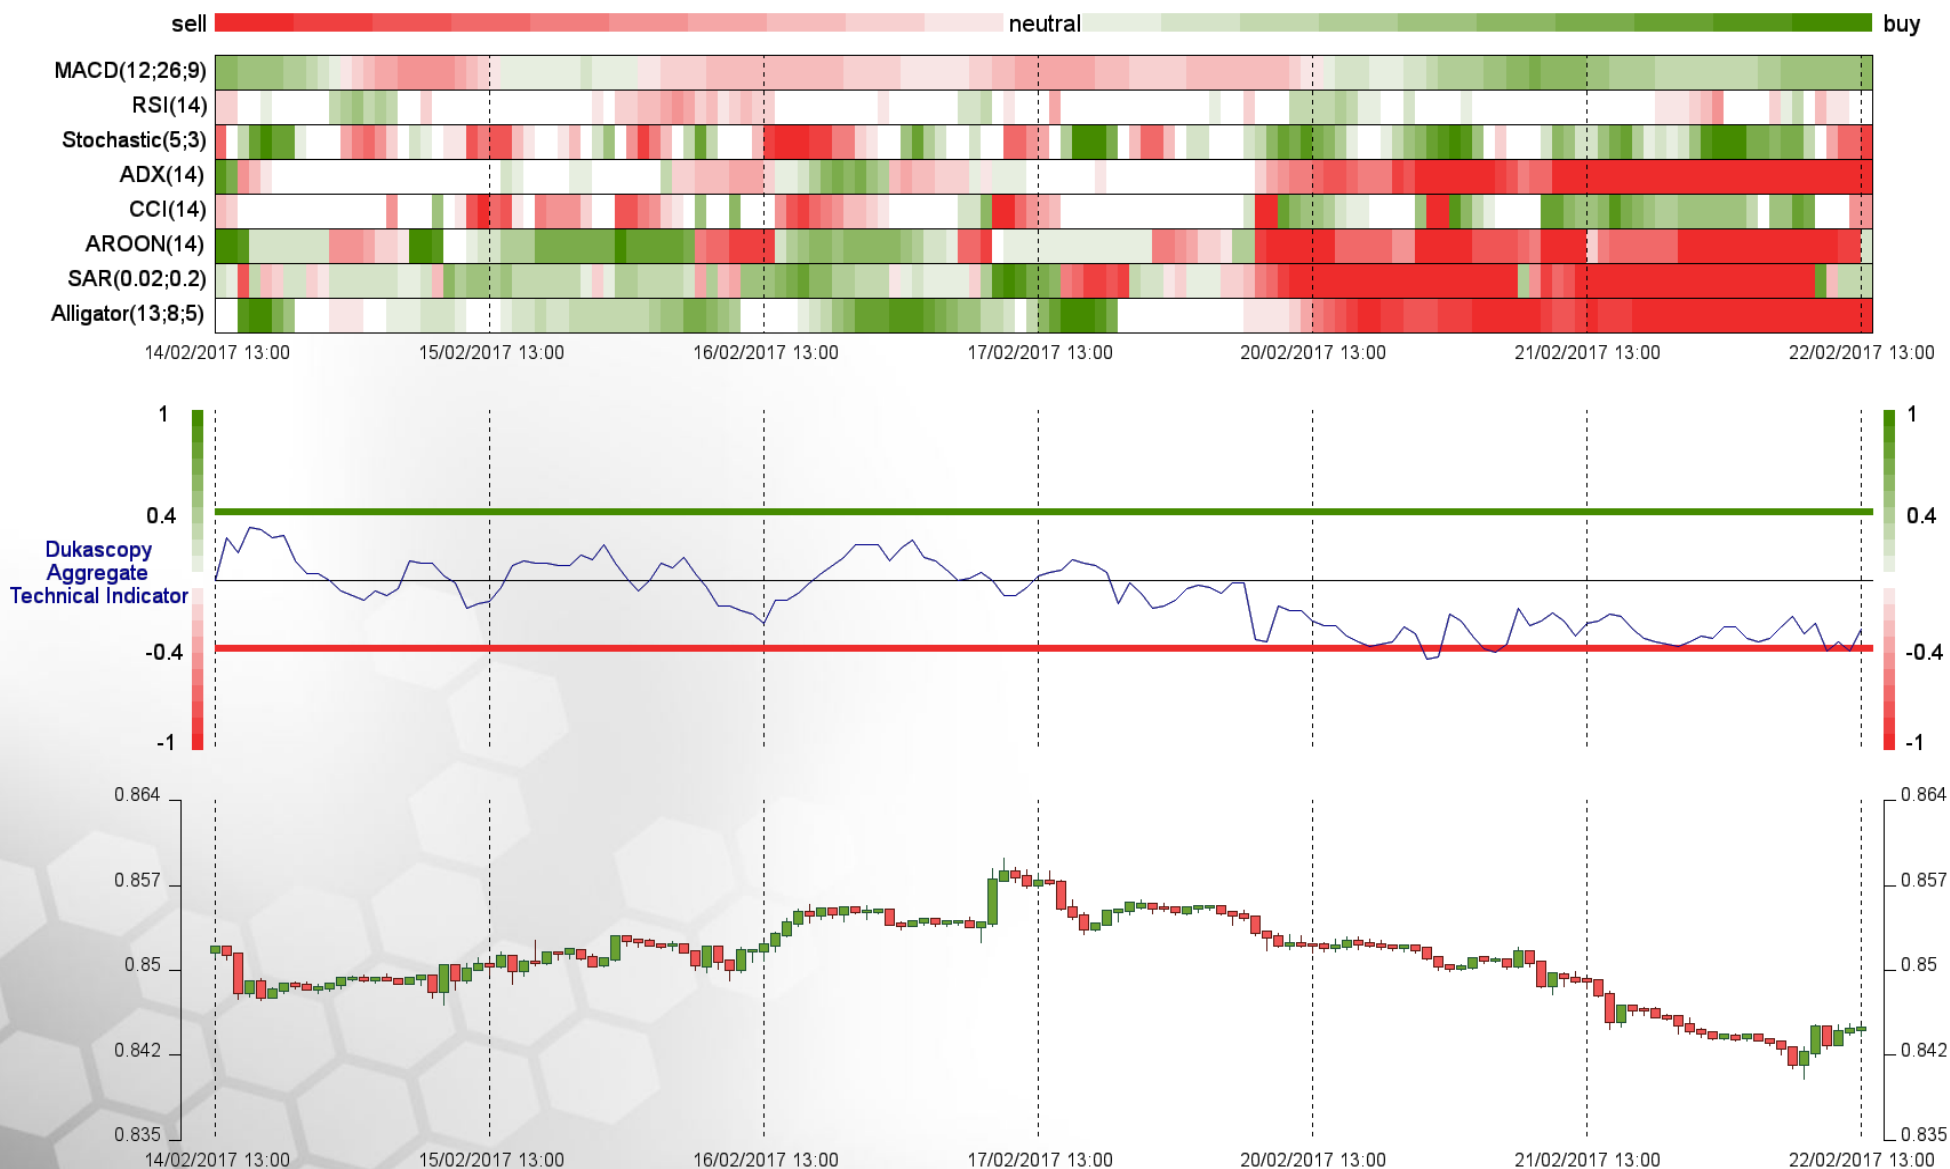 sell neutral buy
MACD(12;26;9)
RSI(14)
Stochastic(5;3)
ADX(14)
CCI(14)
AROON(14)
SAR(0.02;0.2)
Alligator(13;8;5)
14/02/2017 13:00 15/02/2017 13:00 16/02/2017 13:00 17/02/2017 13:00 20/02/2017 13:00 21/02/2017 13:00 22/02/2017 13:00
1 1
0.4 0.4
Dukascopy
Aggregate
Technical Indicator
-0.4 -0.4
-1 -1
0.864 0.864
0.857 0.857
0.85 0.85
0.842 0.842
0.835 0.835
14/02/2017 13:00 15/02/2017 13:00 16/02/2017 13:00 17/02/2017 13:00 20/02/2017 13:00 21/02/2017 13:00 22/02/2017 13:00